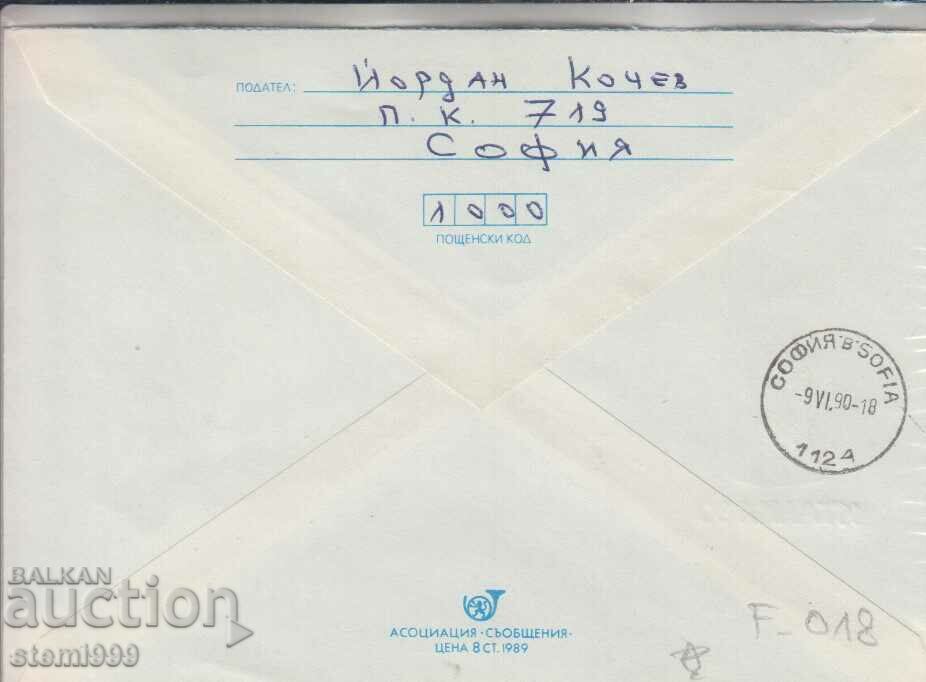 ПОДАТЕЛ: Йордан Кочев
П. К. 719
София
1000
ПОЩЕНСКИ КОД
СОФИЯ "В" SOFIA
-9 VI. 90-18
1124
АСОЦИАЦИЯ · СЪОБЩЕНИЯ·
ЦЕНА 8 СТ. 1989
F-018
BALKAN
auction
stemi999